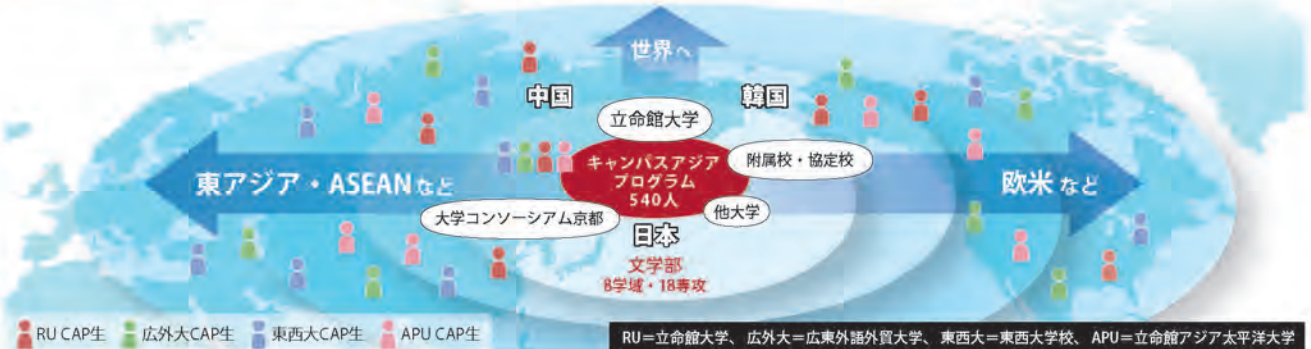 世界へ
中国
韓国
立命館大学
キャンパスアジア
プログラム
540人
附属校・協定校
東アジア・ASEANなど
欧米など
大学コンソーシアム京都
他大学
日本
文学部
8学域・18専攻
RU CAP生
広外大CAP生
東西大CAP生
APU CAP生
RU=立命館大学、広外大=広東外語外貿大学、東西大=東西大学校、APU=立命館アジア太平洋大学